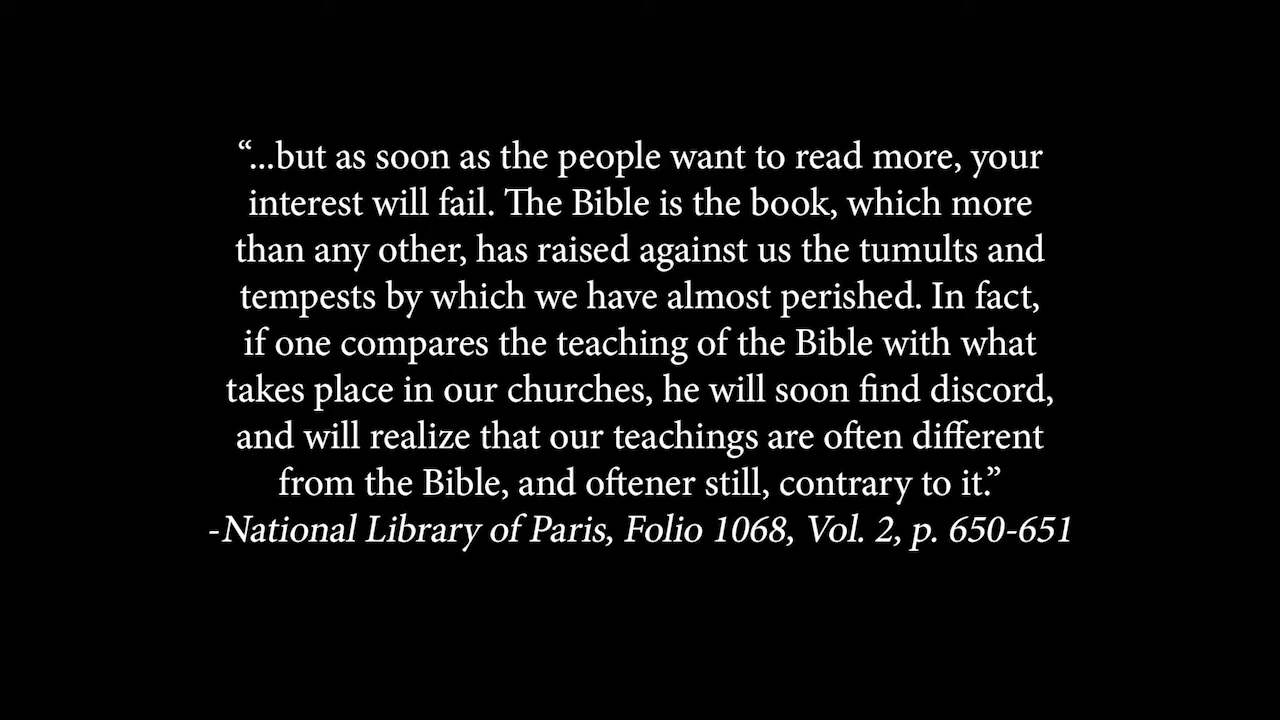 “...but as soon as the people want to read more, your
interest will fail. The Bible is the book, which more
than any other, has raised against us the tumults and
tempests by which we have almost perished. In fact,
if one compares the teaching of the Bible with what
takes place in our churches, he will soon find discord,
and will realize that our teachings are often different
from the Bible, and oftener still, contrary to it.”
-National Library of Paris, Folio 1068, Vol. 2, p. 650-651